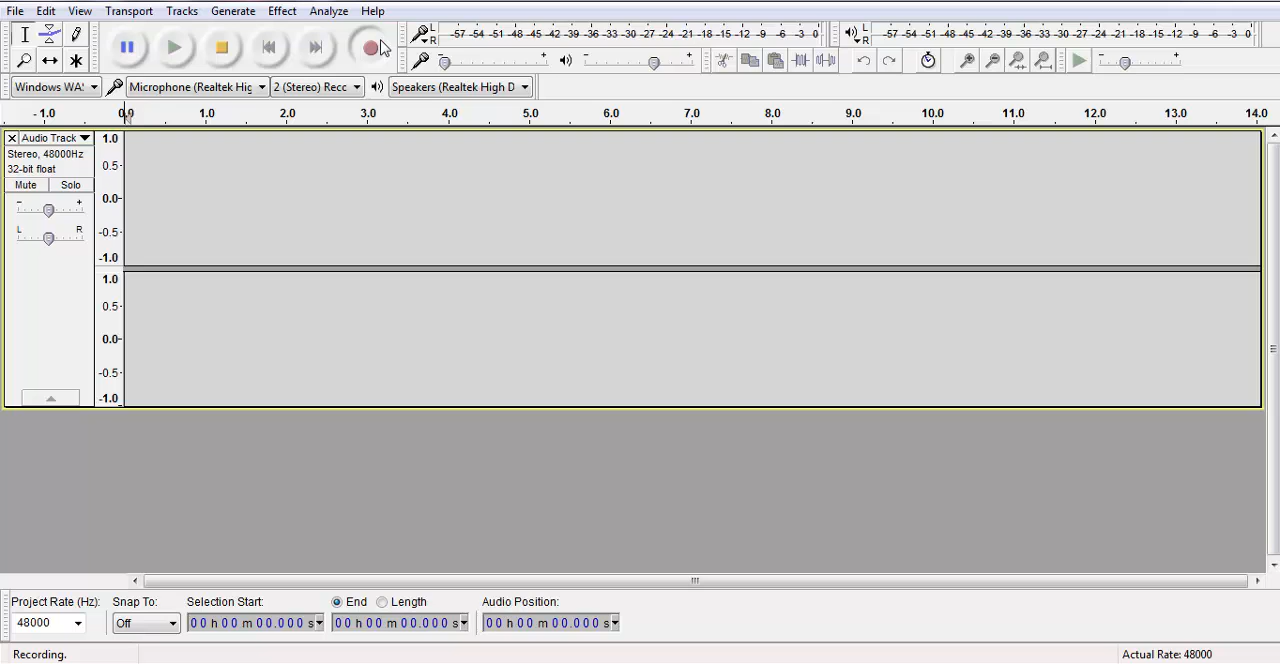 File Edit View Transport Tracks Generate Effect Analyze Help
L R -57 -54 -51 -48 -45 -42 -39 -36 -33 -30 -27 -24 -21 -18 -15 -12 -9 -6 -3 0
L R -57 -54 -51 -48 -45 -42 -39 -36 -33 -30 -27 -24 -21 -18 -15 -12 -9 -6 -3 0
- + - + - +
Windows WA! Microphone (Realtek Hig 2 (Stereo) Recc Speakers (Realtek High D
-1.0 0.0 1.0 2.0 3.0 4.0 5.0 6.0 7.0 8.0 9.0 10.0 11.0 12.0 13.0 14.0
Audio Track 1.0
Stereo, 48000Hz 0.5
32-bit float
Mute Solo
- + 0.0
L R -0.5
-1.0
1.0
0.5
0.0
-0.5
-1.0
Project Rate (Hz): Snap To: Selection Start: End Length Audio Position:
48000 Off 00 h 00 m 00.000 s 00 h 00 m 00.000 s 00 h 00 m 00.000 s
Recording. Actual Rate: 48000